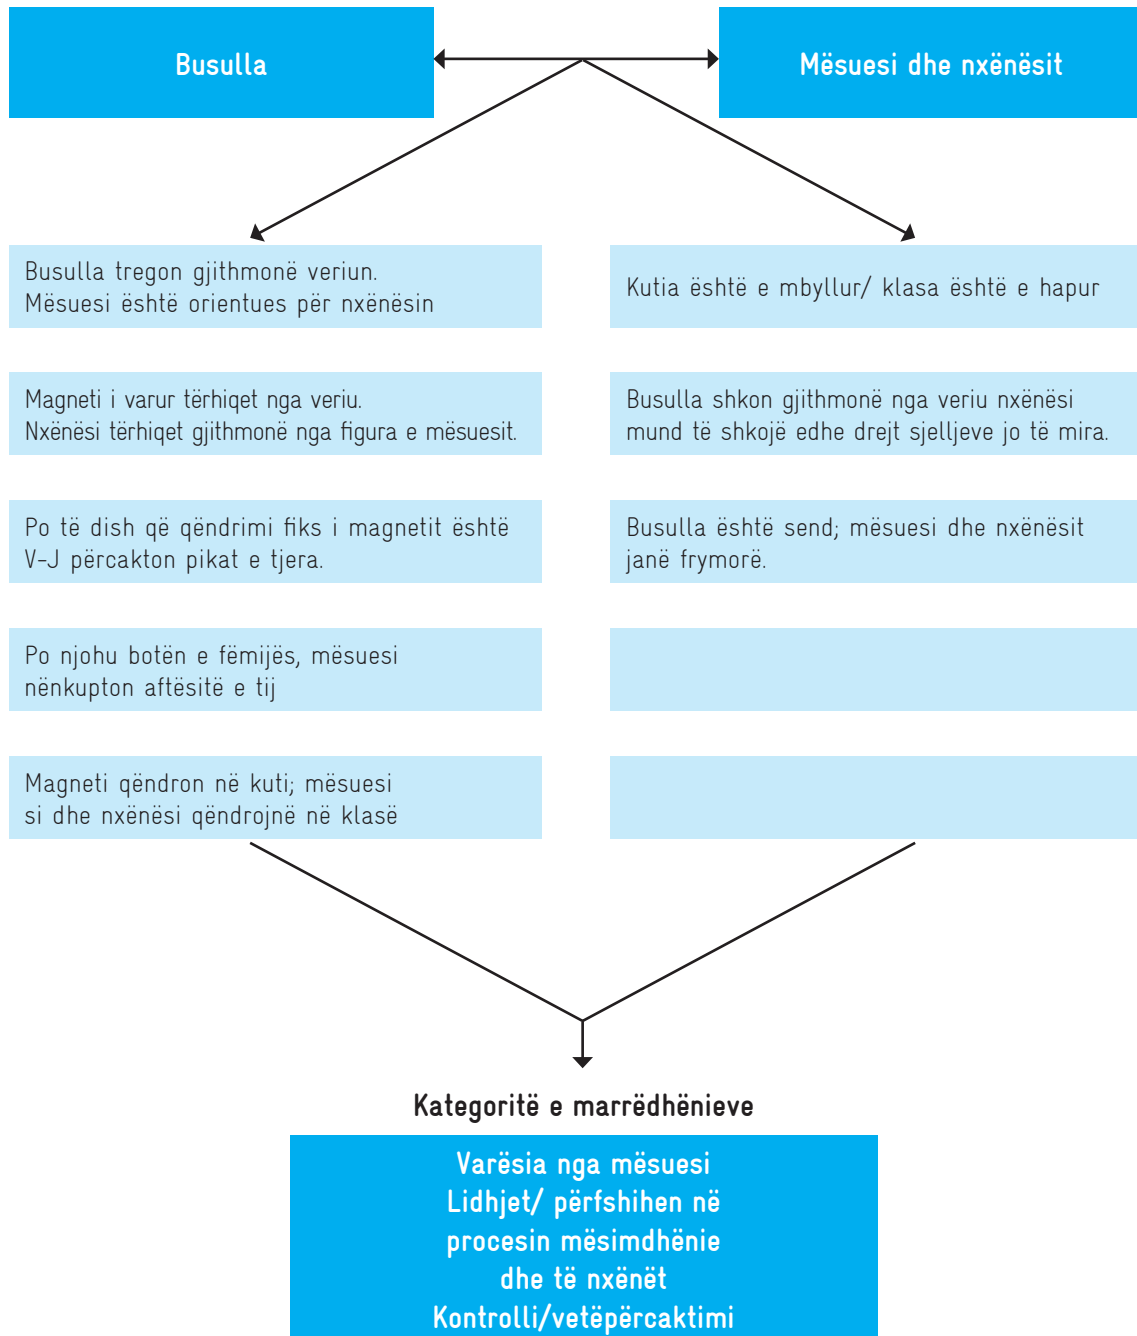 Busulla
Mësuesi dhe nxënësit
Busulla tregon gjithmonë veriun.
Mësuesi është orientues për nxënësin
Kutia është e mbyllur/ klasa është e hapur
Magneti i varur tërhiqet nga veriu.
Nxënësi tërhiqet gjithmonë nga figura e mësuesit.
Busulla shkon gjithmonë nga veriu nxënësi
mund të shkojë edhe drejt sjelljeve jo të mira.
Po të dish që qëndrimi fiks i magnetit është
V-J përcakton pikat e tjera.
Busulla është send; mësuesi dhe nxënësit
janë frymorë.
Po njohu botën e fëmijës, mësuesi
nënkupton aftësitë e tij
Magneti qëndron në kuti; mësuesi
si dhe nxënësi qëndrojnë në klasë
Kategoritë e marrëdhënieve
Varësia nga mësuesi
Lidhjet/ përfshihen në
procesin mësimdhënie
dhe të nxënët
Kontrolli/vetëpërcaktimi